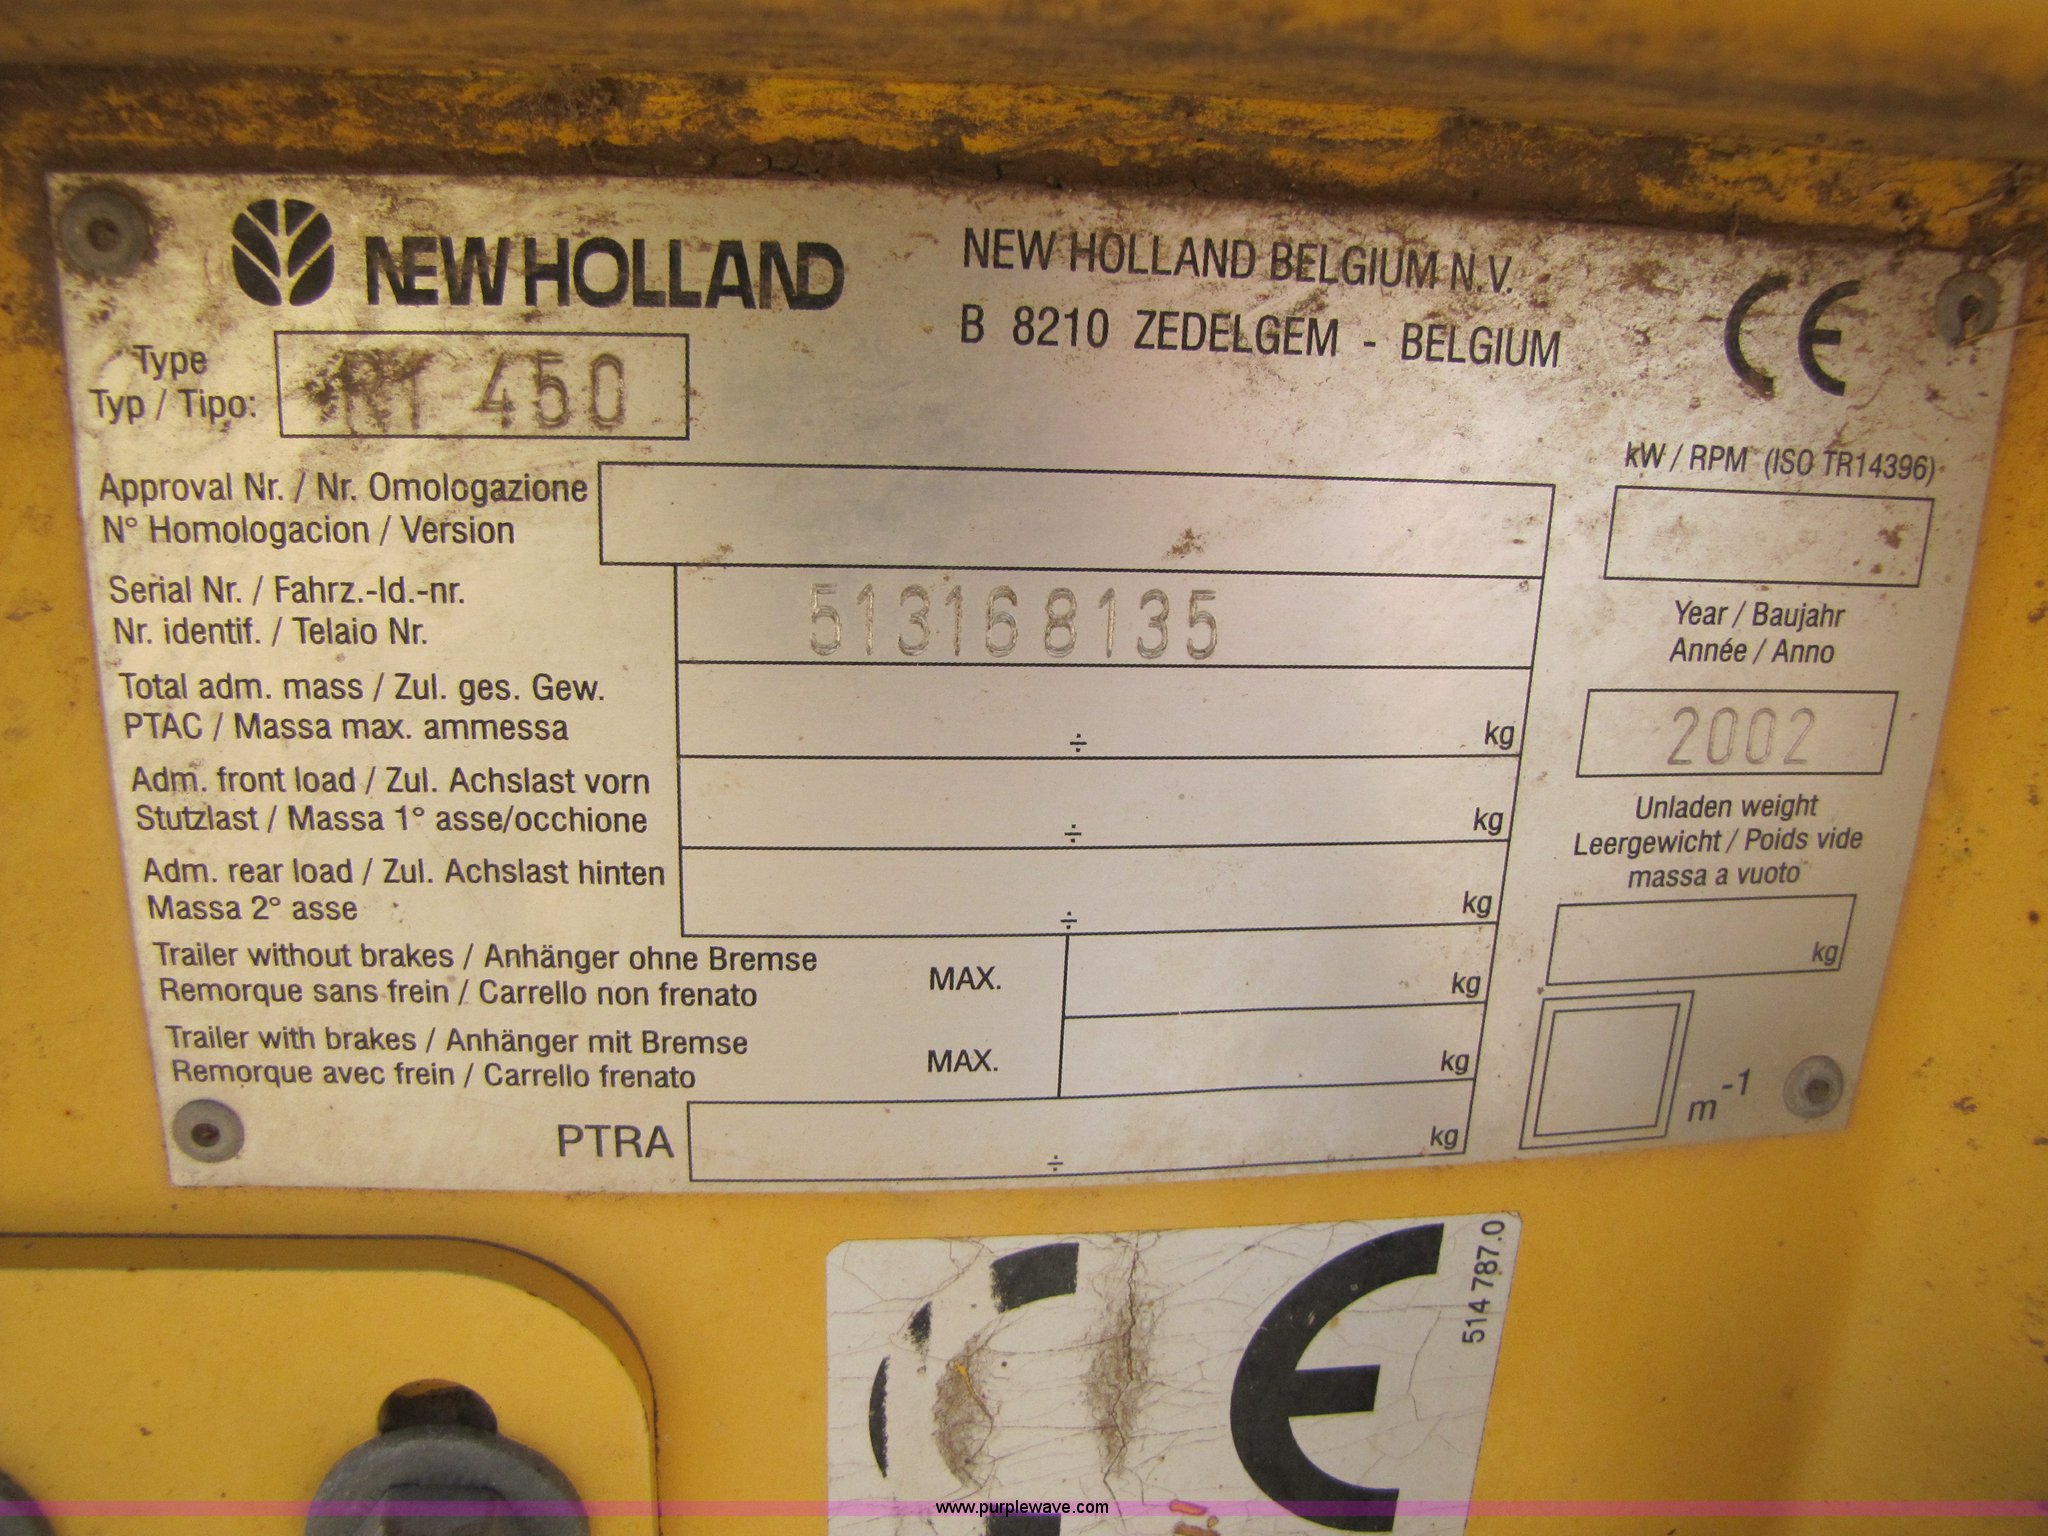 NEW HOLLAND
NEW HOLLAND BELGIUM N.V.
B 8210 ZEDELGEM - BELGIUM
CE
Type
Typ / Tipo:
450
Approval Nr. / Nr. Omologazione
N° Homologacion / Version
kW / RPM (ISO TR14396)
Serial Nr. / Fahrz.-Id.-nr.
Nr. identif. / Telaio Nr.
513168135
Year / Baujahr
Année / Anno
2002
Total adm. mass / Zul. ges. Gew.
PTAC / Massa max. ammessa
÷ kg
Adm. front load / Zul. Achslast vorn
Stutzlast / Massa 1° asse/occhione
÷ kg
Unladen weight
Leergewicht / Poids vide
massa a vuoto
kg
Adm. rear load / Zul. Achslast hinten
Massa 2° asse
÷ kg
Trailer without brakes / Anhänger ohne Bremse
Remorque sans frein / Carrello non frenato
MAX. kg
Trailer with brakes / Anhänger mit Bremse
Remorque avec frein / Carrello frenato
MAX. kg
m-1
PTRA ÷ kg
CE
514 787.0
www.purplewave.com